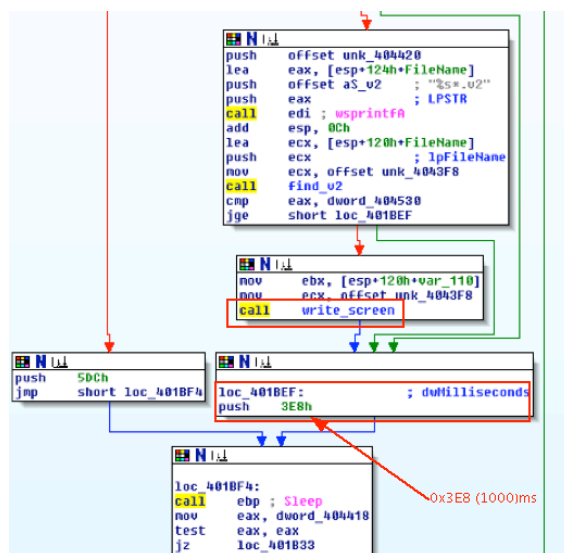 push offset unk_404420
lea eax, [esp+124h+FileName]
push offset aS_v2 ; "%s*.v2"
push eax ; LPSTR
call edi ; wsprintfA
add esp, 0Ch
lea ecx, [esp+120h+FileName]
push ecx ; lpFileName
mov ecx, offset unk_4043F8
call find_v2
cmp eax, dword_404530
jge short loc_401BEF
mov ebx, [esp+120h+var_110]
mov ecx, offset unk_4043F8
call write_screen
push 5DCh
jmp short loc_401BF4
loc_401BEF: ; dwMilliseconds
push 3E8h
loc_401BF4:
call ebp ; Sleep
mov eax, dword_404418
test eax, eax
jz loc_401B33
0x3E8 (1000)ms